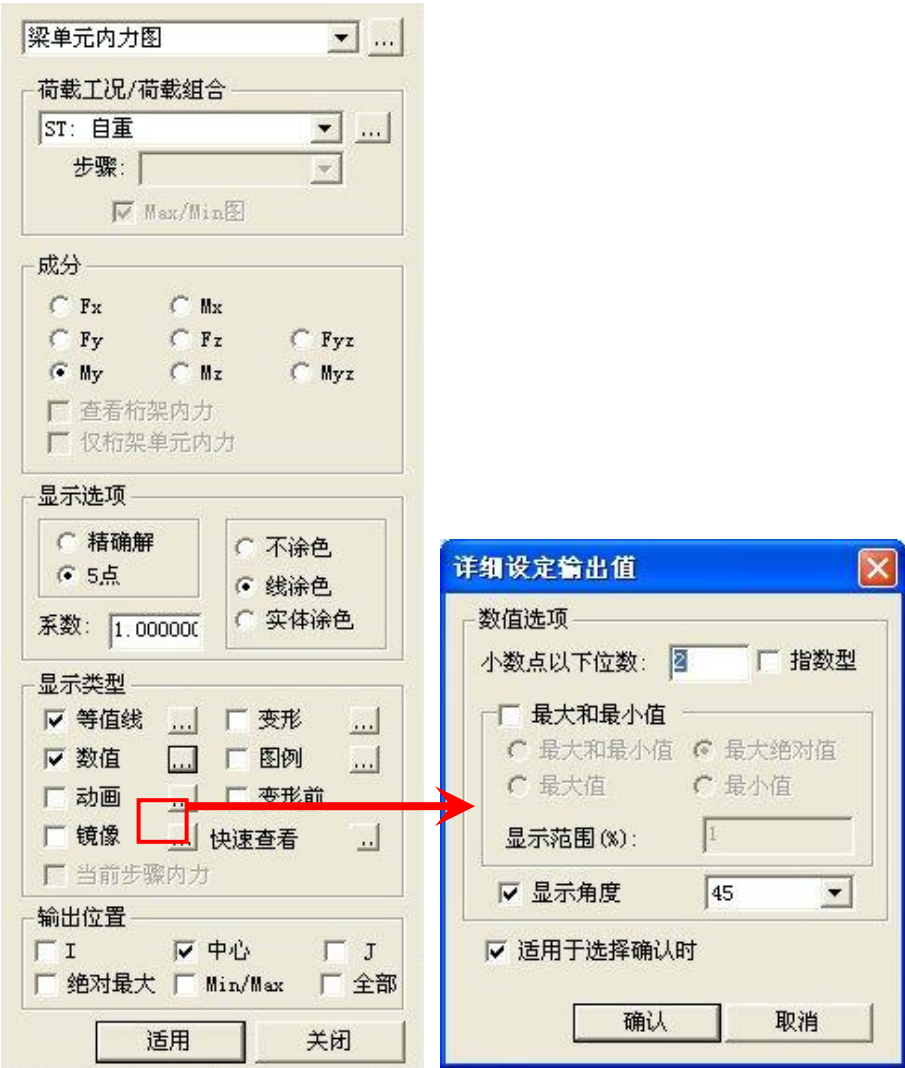 梁单元内力图 ...
荷载工况/荷载组合
ST: 自重 ...
步骤:
Max/Min图
成分
Fx Mx
Fy Fz Fyz
My Mz Myz
查看桁架内力
仅桁架单元内力
显示选项
精确解
5点
系数: 1.000000
不涂色
线涂色
实体涂色
显示类型
等值线 ... 变形 ...
数值 ... 图例 ...
动画 ... 变形前
镜像 ... 快速查看 ..
当前步骤内力
输出位置
I 中心 J
绝对最大 Min/Max 全部
适用 关闭
详细设定输出值
数值选项
小数点以下位数: 2 指数型
最大和最小值
最大和最小值 最大绝对值
最大值 最小值
显示范围(%): 1
显示角度 45
适用于选择确认时
确认 取消